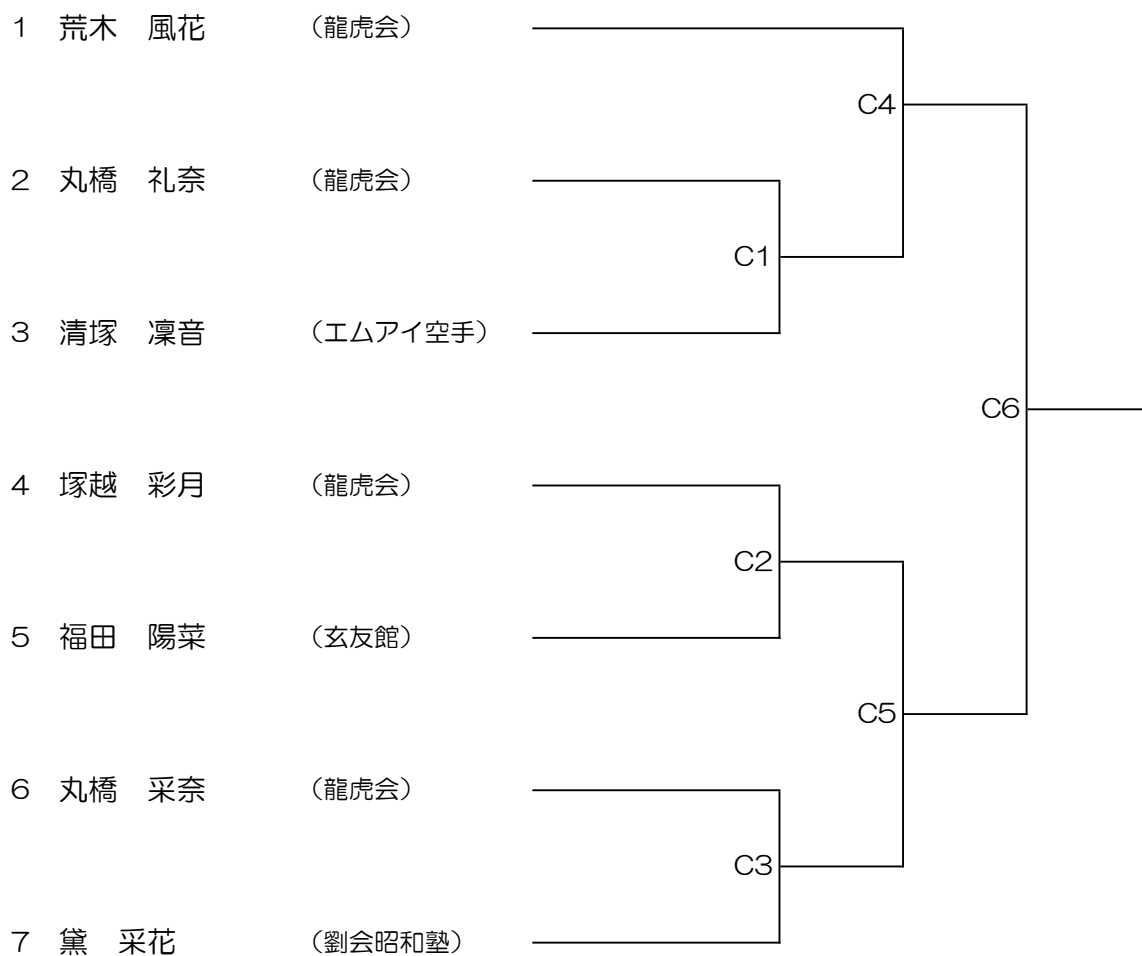 1 荒木 風花 (龍虎会)
C4
2 丸橋 礼奈 (龍虎会)
C1
3 清塚 凜音 (エムアイ空手)
C6
4 塚越 彩月 (龍虎会)
C2
5 福田 陽菜 (玄友館)
C5
6 丸橋 采奈 (龍虎会)
C3
7 黛 采花 (劉会昭和塾)